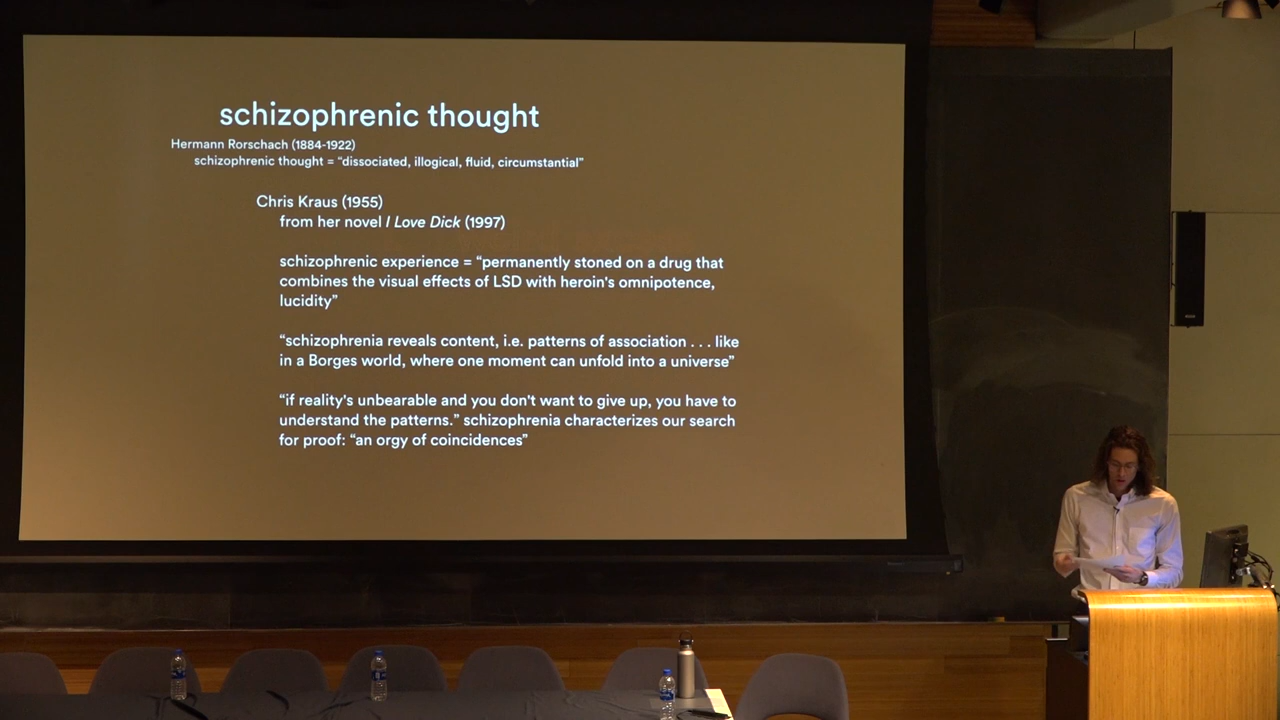 schizophrenic thought
Hermann Rorschach (1884-1922)
schizophrenic thought = “dissociated, illogical, fluid, circumstantial”
Chris Kraus (1955)
from her novel I Love Dick (1997)
schizophrenic experience = “permanently stoned on a drug that
combines the visual effects of LSD with heroin's omnipotence,
lucidity”
“schizophrenia reveals content, i.e. patterns of association . . . like
in a Borges world, where one moment can unfold into a universe”
“if reality's unbearable and you don't want to give up, you have to
understand the patterns.” schizophrenia characterizes our search
for proof: “an orgy of coincidences”